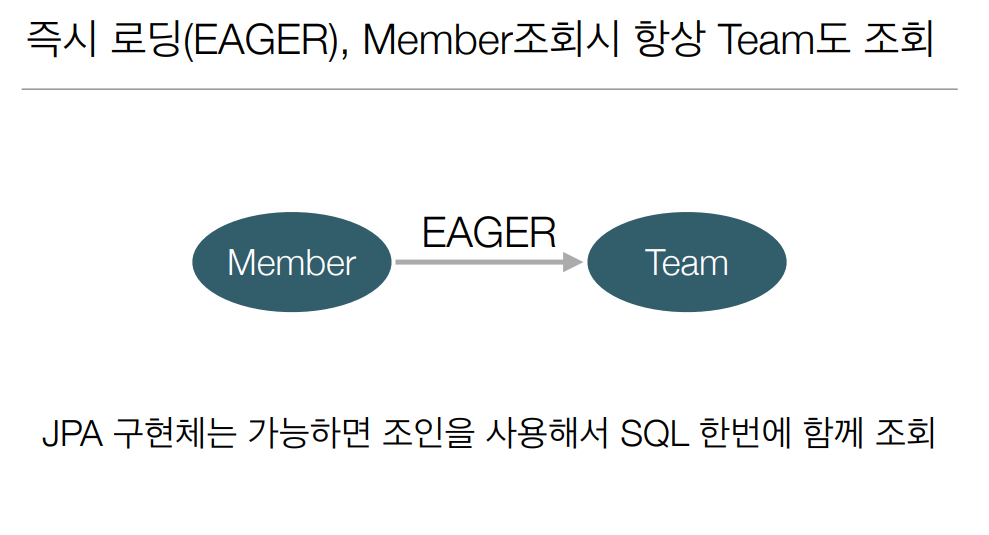 즉시 로딩(EAGER), Member조회시 항상 Team도 조회
EAGER
Member
Team
JPA 구현체는 가능하면 조인을 사용해서 SQL 한번에 함께 조회